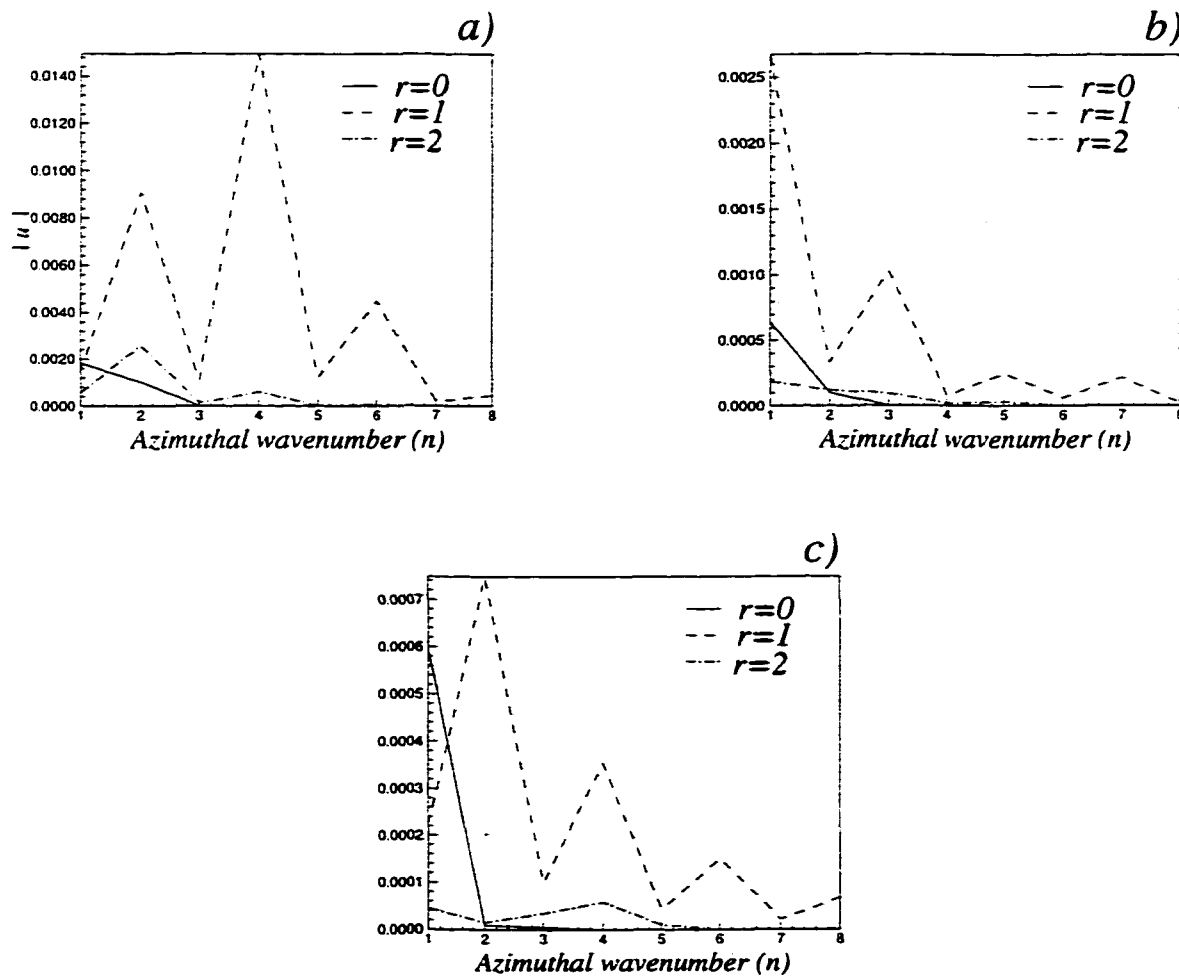 a)
0.0140
0.0120
0.0100
0.0080
0.0060
0.0040
0.0020
0.0000
|u|
r=0
r=1
r=2
1 2 3 4 5 6 7 8
Azimuthal wavenumber (n)
b)
0.0025
0.0020
0.0015
0.0010
0.0005
0.0000
r=0
r=1
r=2
1 2 3 4 5 6 7 8
Azimuthal wavenumber (n)
c)
0.0007
0.0006
0.0005
0.0004
0.0003
0.0002
0.0001
0.0000
r=0
r=1
r=2
1 2 3 4 5 6 7 8
Azimuthal wavenumber (n)